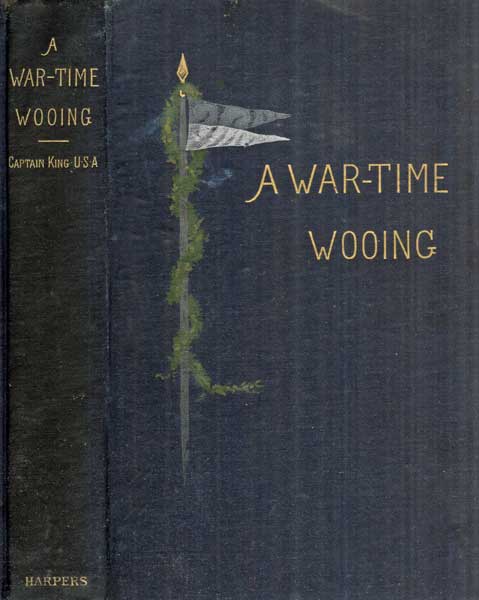 A
WAR-TIME
WOOING
CAPTAIN KING U.S.A
HARPERS
A WAR-TIME
WOOING